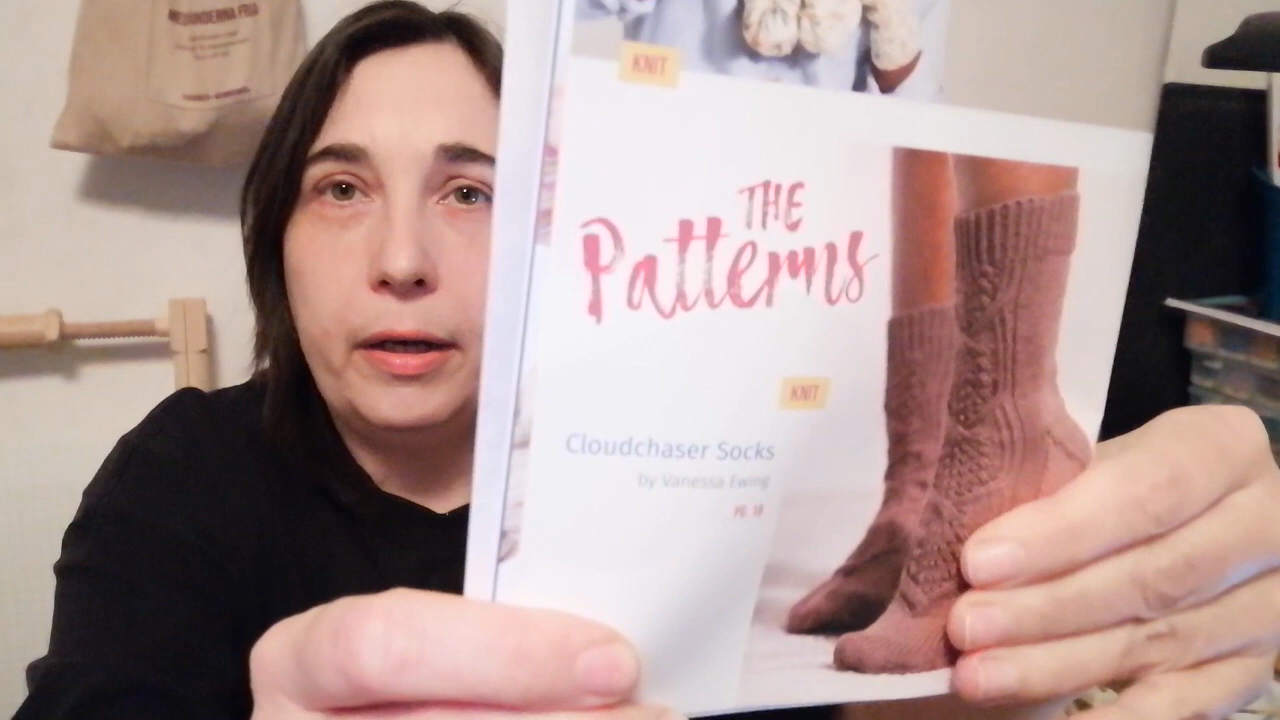 KNIT
THE
Patterns
KNIT
Cloudchaser Socks
by Vanessa Ewing
PG. 18